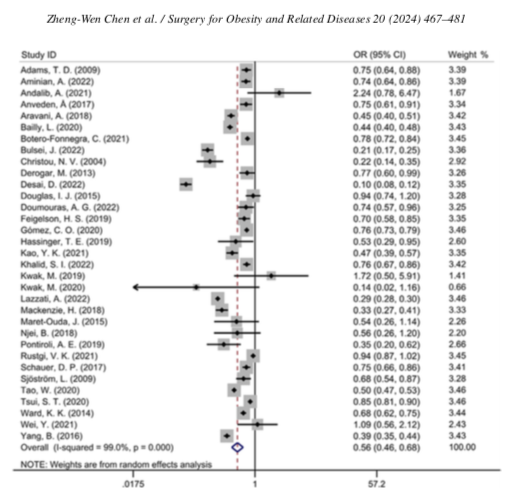 Zheng-Wen Chen et al. / Surgery for Obesity and Related Diseases 20 (2024) 467–481
Study ID OR (95% CI) Weight %
Adams, T. D. (2009) 0.75 (0.64, 0.88) 3.39
Aminian, A. (2022) 0.74 (0.64, 0.86) 3.39
Andalib, A. (2021) 2.24 (0.78, 6.47) 1.67
Anveden, Å (2017) 0.75 (0.61, 0.91) 3.34
Aravani, A. (2018) 0.45 (0.40, 0.51) 3.42
Bailly, L. (2020) 0.44 (0.40, 0.48) 3.43
Botero-Fonnegra, C. (2021) 0.78 (0.72, 0.84) 3.45
Bulsei, J. (2022) 0.21 (0.17, 0.25) 3.36
Christou, N. V. (2004) 0.22 (0.14, 0.35) 2.92
Derogar, M. (2013) 0.77 (0.60, 0.99) 3.26
Desai, D. (2022) 0.10 (0.08, 0.12) 3.35
Douglas, I. J. (2015) 0.94 (0.74, 1.20) 3.28
Doumouras, A. G. (2022) 0.74 (0.57, 0.96) 3.25
Feigelson, H. S. (2019) 0.70 (0.58, 0.85) 3.35
Gómez, C. O. (2020) 0.76 (0.73, 0.79) 3.46
Hassinger, T. E. (2019) 0.53 (0.29, 0.95) 2.60
Kao, Y. K. (2021) 0.47 (0.39, 0.57) 3.35
Khalid, S. I. (2022) 0.76 (0.67, 0.86) 3.42
Kwak, M. (2019) 1.72 (0.50, 5.91) 1.41
Kwak, M. (2020) 0.14 (0.02, 1.16) 0.66
Lazzati, A. (2022) 0.29 (0.28, 0.30) 3.46
Mackenzie, H. (2018) 0.33 (0.27, 0.41) 3.33
Maret-Ouda, J. (2015) 0.54 (0.26, 1.14) 2.26
Njei, B. (2018) 0.56 (0.26, 1.20) 2.20
Pontiroli, A. E. (2019) 0.35 (0.20, 0.62) 2.66
Rustgi, V. K. (2021) 0.94 (0.87, 1.02) 3.45
Schauer, D. P. (2017) 0.75 (0.66, 0.86) 3.41
Sjöström, L. (2009) 0.68 (0.54, 0.87) 3.28
Tao, W. (2020) 0.50 (0.47, 0.53) 3.46
Tsui, S. T. (2020) 0.85 (0.81, 0.90) 3.46
Ward, K. K. (2014) 0.68 (0.62, 0.75) 3.44
Wei, Y. (2021) 1.09 (0.56, 2.12) 2.43
Yang, B. (2016) 0.39 (0.35, 0.44) 3.43
Overall (I-squared = 99.0%, p = 0.000) 0.56 (0.46, 0.68) 100.00
NOTE: Weights are from random effects analysis
.0175 1 57.2